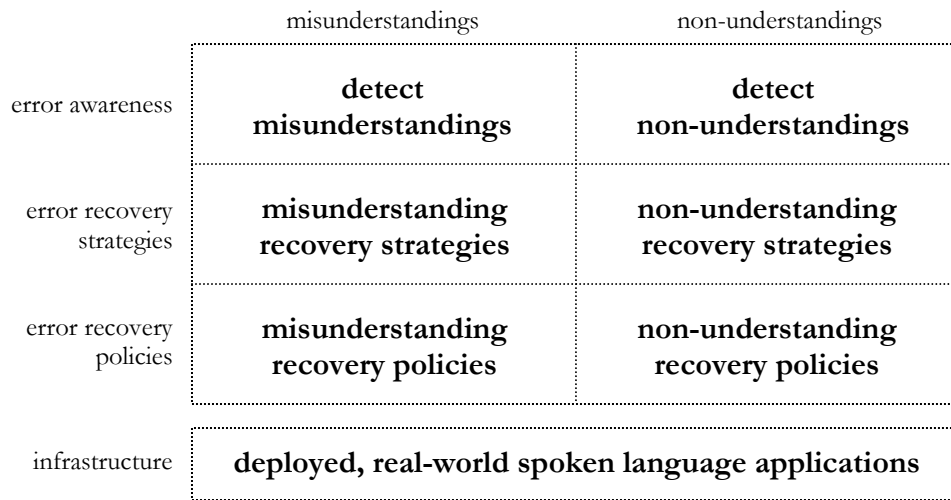 misunderstandings non-understandings
error awareness
detect
misunderstandings
detect
non-understandings
error recovery
strategies
misunderstanding
recovery strategies
non-understanding
recovery strategies
error recovery
policies
misunderstanding
recovery policies
non-understanding
recovery policies
infrastructure
deployed, real-world spoken language applications